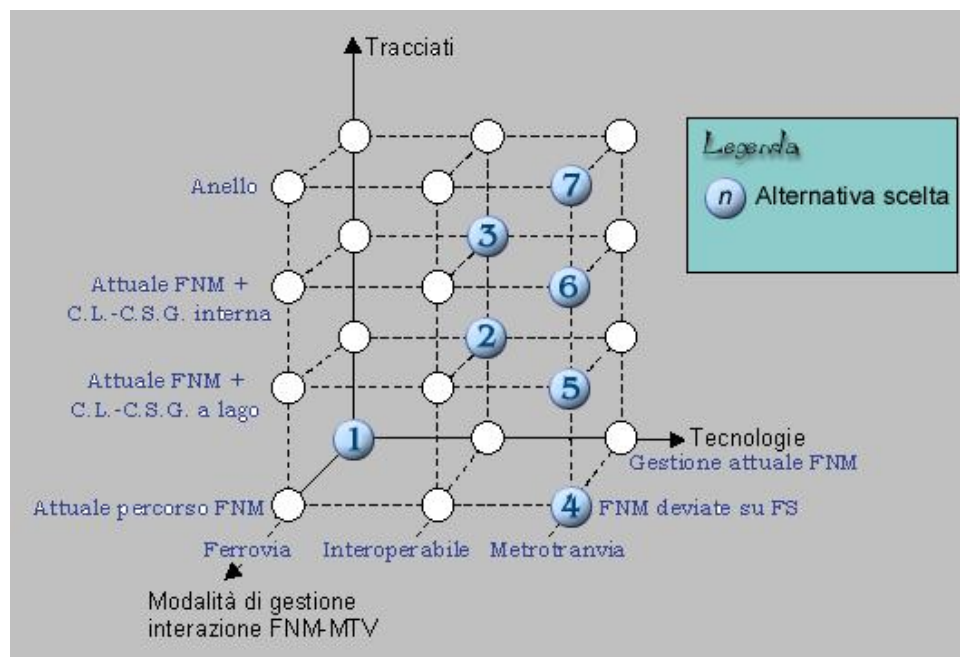 Tracciati
Legenda
n Alternativa scelta
Anello
7
3
Attuale FNM +
C.L.-C.S.G. interna
6
2
Attuale FNM +
C.L.-C.S.G. a lago
5
1
Tecnologie
Gestione attuale FNM
Attuale percorso FNM
4
FNM deviate su FS
Ferrovia
Interoperabile
Metrotranvia
Modalità di gestione
interazione FNM-MTV